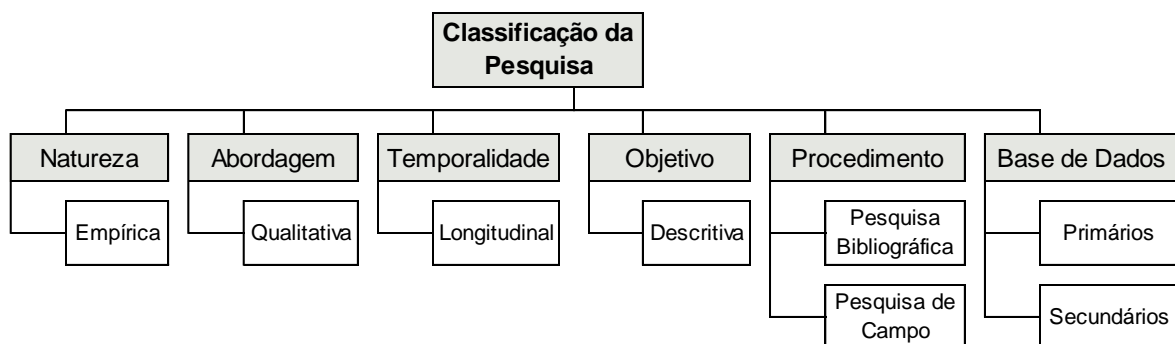 Classificação da
Pesquisa
Natureza
Abordagem
Temporalidade
Objetivo
Procedimento
Base de Dados
Empírica
Qualitativa
Longitudinal
Descritiva
Pesquisa
Bibliográfica
Primários
Pesquisa de
Campo
Secundários